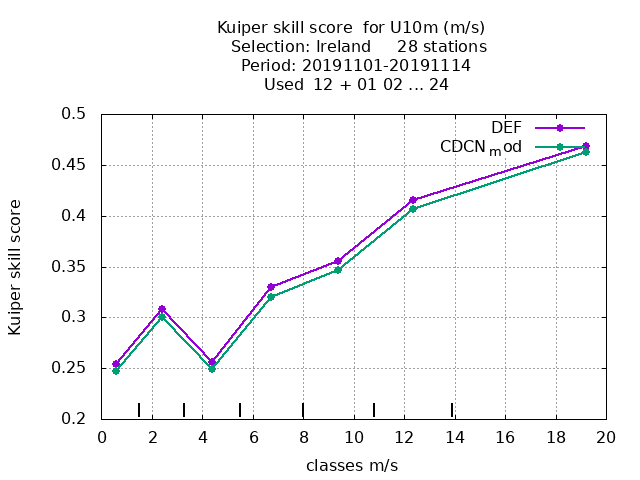 Kuiper skill score  for U10m (m/s)
Selection: Ireland     28 stations
Period: 20191101-20191114
Used  12 + 01 02 ... 24
DEF
CDCN_mod
0.5
0.45
0.4
0.35
0.3
0.25
0.2
Kuiper skill score
0 2 4 6 8 10 12 14 16 18 20
classes m/s